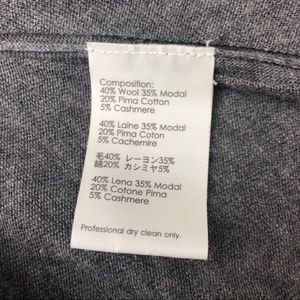 Composition:
40% Wool 35% Modal
20% Pima Cotton
5% Cashmere
40% Laine 35% Modal
20% Pima Coton
5% Cachemire
毛40% レーヨン35%
綿20% カシミヤ5%
40% Lena 35% Modal
20% Cotone Pima
5% Cashmere
Professional dry clean only.